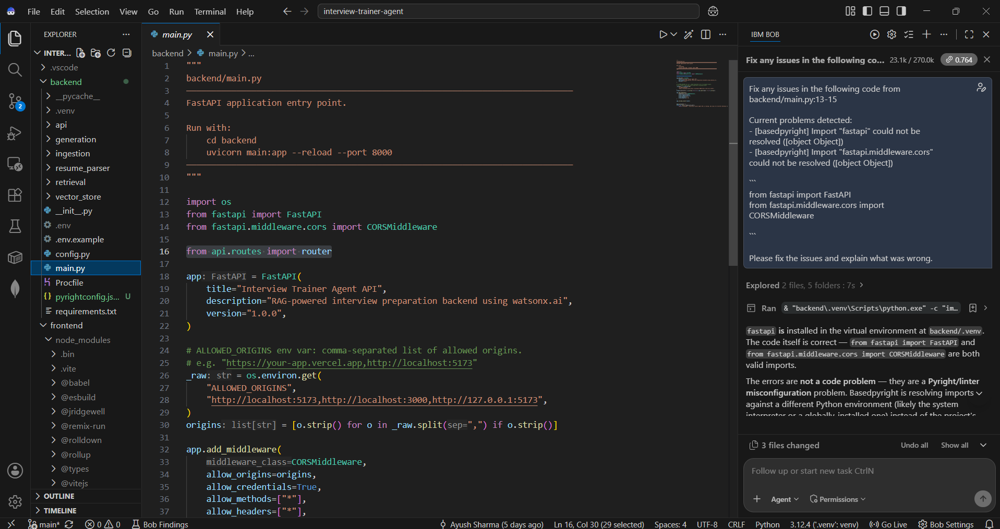 File Edit Selection View Go Run Terminal Help
interview-trainer-agent
EXPLORER
INTER...
.vscode
backend
__pycache__
.venv
api
generation
ingestion
resume_parser
retrieval
vector_store
__init__.py
.env
.env.example
config.py
main.py
Procfile
pyrightconfig.js... U
requirements.txt
frontend
node_modules
.bin
.vite
@babel
@esbuild
@jridgewell
@remix-run
@rolldown
@rollup
@types
@vitejs
OUTLINE
TIMELINE
2
main.py
backend > main.py > ...
1 """
2 backend/main.py
3
4 FastAPI application entry point.
5
6 Run with:
7 cd backend
8 uvicorn main:app --reload --port 8000
9
10 """
11
12 import os
13 from fastapi import FastAPI
14 from fastapi.middleware.cors import CORSMiddleware
15
16 from api.routes import router
17
18 app: FastAPI = FastAPI(
19 title="Interview Trainer Agent API",
20 description="RAG-powered interview preparation backend using watsonx.ai",
21 version="1.0.0",
22 )
23
24 # ALLOWED_ORIGINS env var: comma-separated list of allowed origins.
25 # e.g. "https://your-app.vercel.app,http://localhost:5173"
26 _raw: str = os.environ.get(
27 "ALLOWED_ORIGINS",
28 "http://localhost:5173,http://localhost:3000,http://127.0.0.1:5173",
29 )
30 origins: list[str] = [o.strip() for o in _raw.split(sep=",") if o.strip()]
31
32 app.add_middleware(
33 middleware_class=CORSMiddleware,
34 allow_origins=origins,
35 allow_credentials=True,
36 allow_methods=["*"],
37 allow_headers=["*"],
IBM BOB
Fix any issues in the following co... 23.1k / 270.0k 0.764
Fix any issues in the following code from
backend/main.py:13-15
Current problems detected:
- [basedpyright] Import "fastapi" could not be
resolved ([object Object])
- [basedpyright] Import "fastapi.middleware.cors"
could not be resolved ([object Object])
```
from fastapi import FastAPI
from fastapi.middleware.cors import
CORSMiddleware
```
Please fix the issues and explain what was wrong.
Explored 2 files, 5 folders : 7s >
Ran & "backend\.venv\Scripts\python.exe" -c "im...
fastapi is installed in the virtual environment at backend/.venv.
The code itself is correct — from fastapi import FastAPI and
from fastapi.middleware.cors import CORSMiddleware are both
valid imports.
The errors are not a code problem — they are a Pyright/linter
misconfiguration problem. Basedpyright is resolving imports
against a different Python environment (likely the system
interpreter or a globally-installed one) instead of the project's
3 files changed Undo all Show all
Follow up or start new task CtrlN
Agent Permissions
main* 0 0 Bob Findings Ayush Sharma (5 days ago) Ln 16, Col 30 (29 selected) Spaces: 4 UTF-8 CRLF Python 3.12.4 ('.venv': venv) Go Live Bob Settings